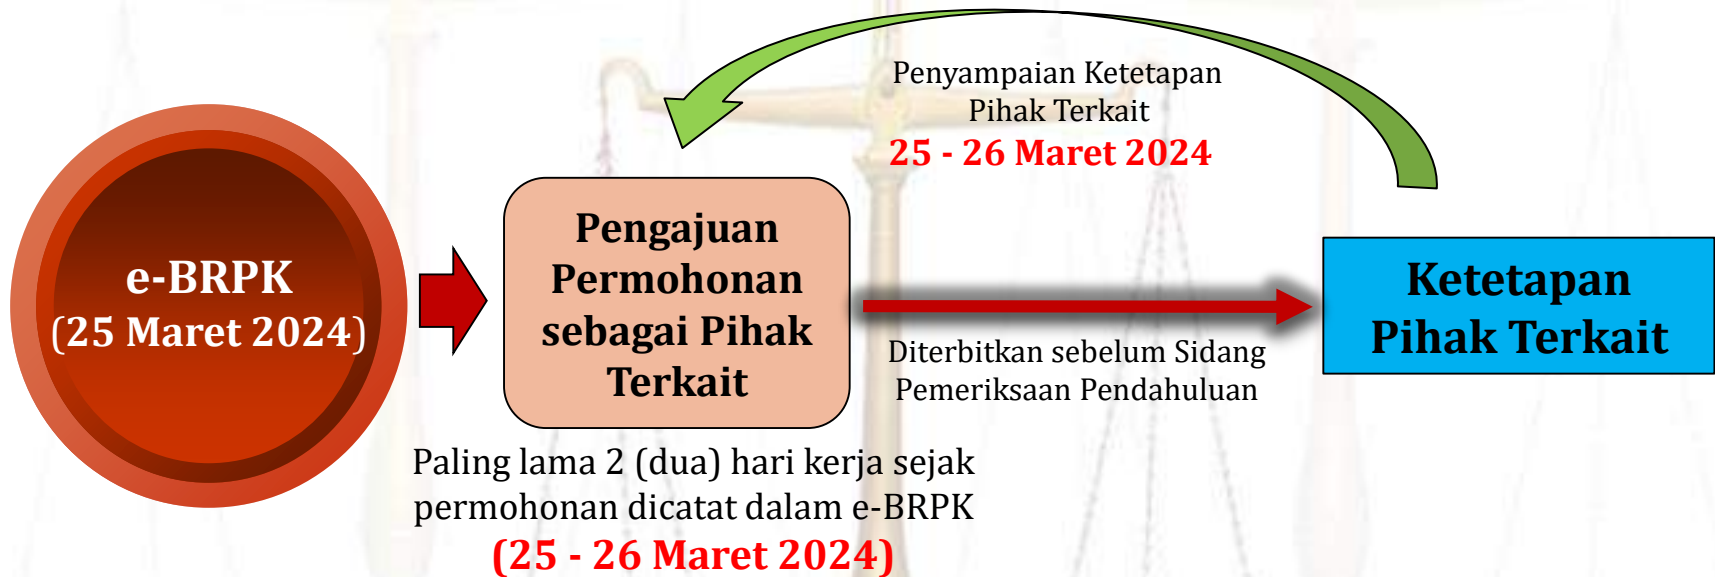 e-BRPK
(25 Maret 2024)
Pengajuan
Permohonan
sebagai Pihak
Terkait
Paling lama 2 (dua) hari kerja sejak
permohonan dicatat dalam e-BRPK
(25 - 26 Maret 2024)
Penyampaian Ketetapan
Pihak Terkait
25 - 26 Maret 2024
Diterbitkan sebelum Sidang
Pemeriksaan Pendahuluan
Ketetapan
Pihak Terkait